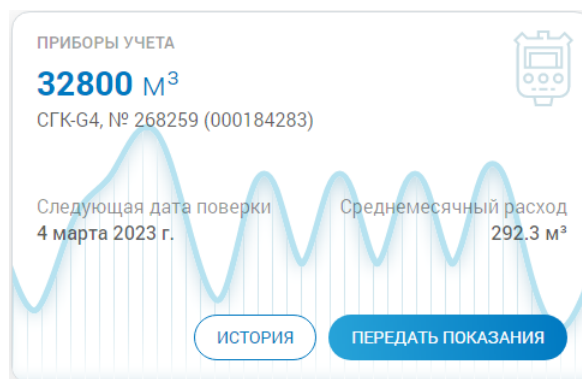 ПРИБОРЫ УЧЕТА
32800 м³
СГК-G4, № 268259 (000184283)
Следующая дата поверки
4 марта 2023 г.
Среднемесячный расход
292.3 м³
ИСТОРИЯ
ПЕРЕДАТЬ ПОКАЗАНИЯ